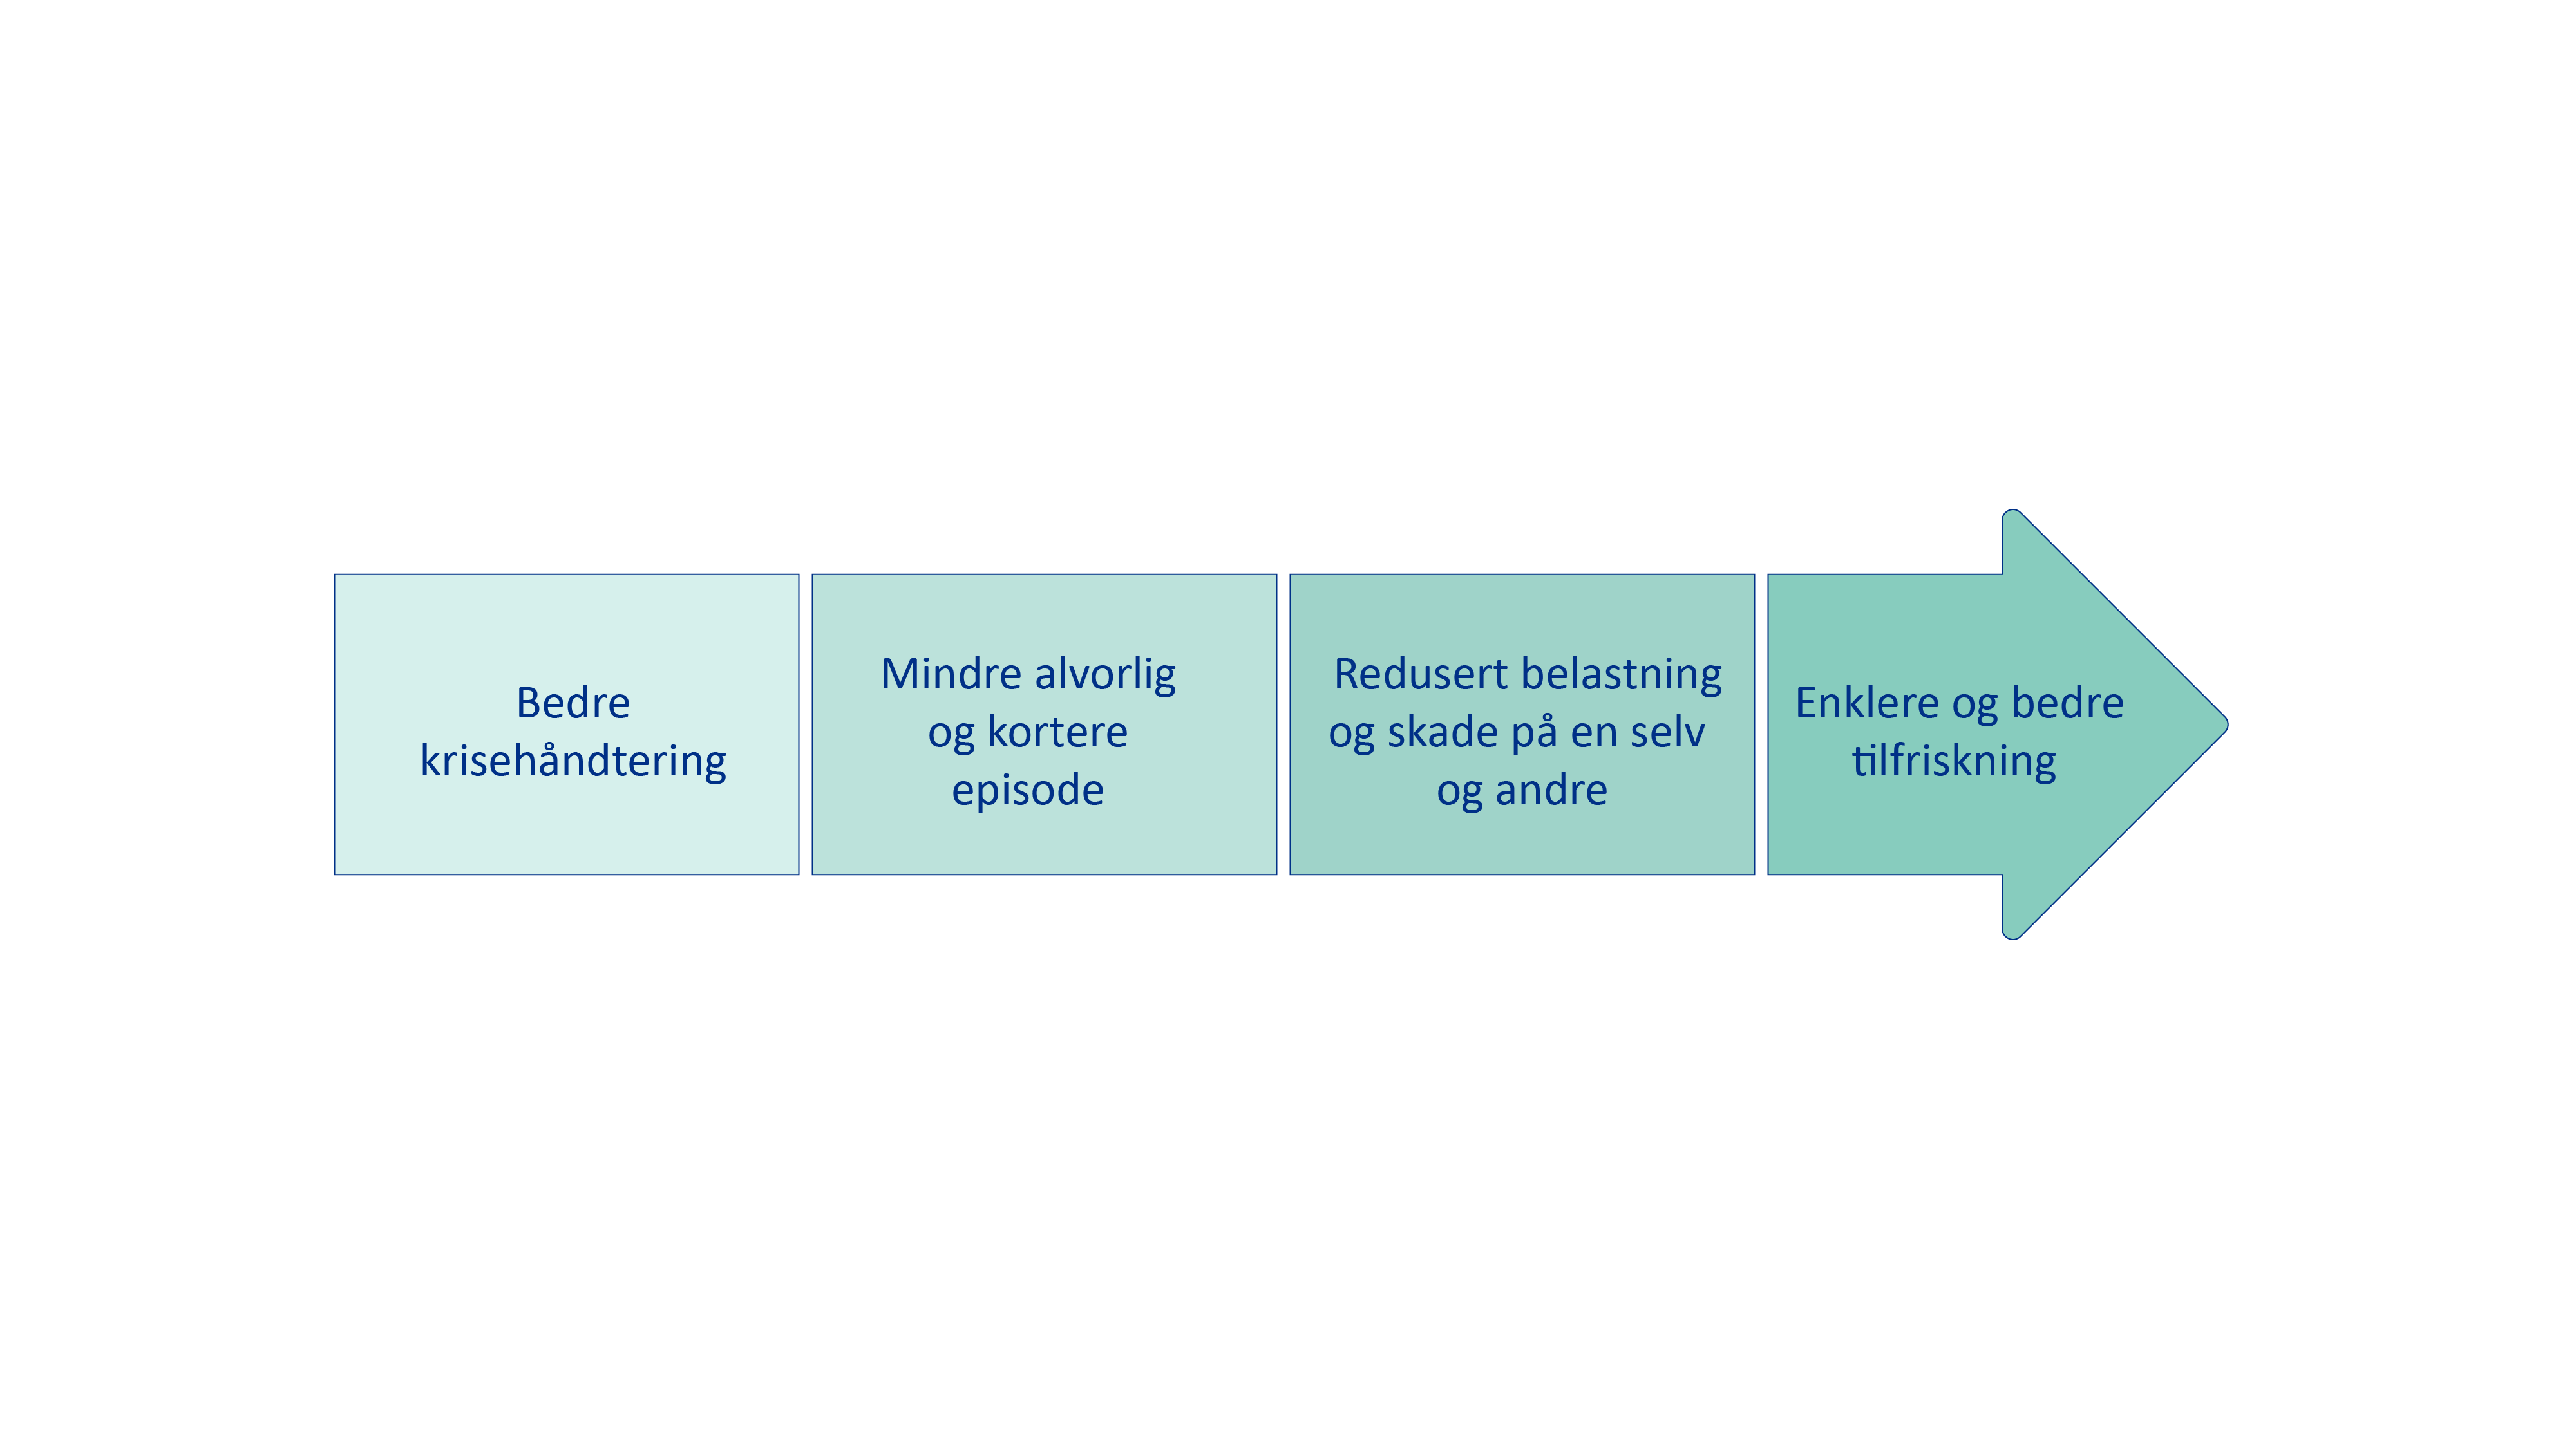 Bedre
krisehåndtering
Mindre alvorlig
og kortere
episode
Redusert belastning
og skade på en selv
og andre
Enklere og bedre
tilfriskning